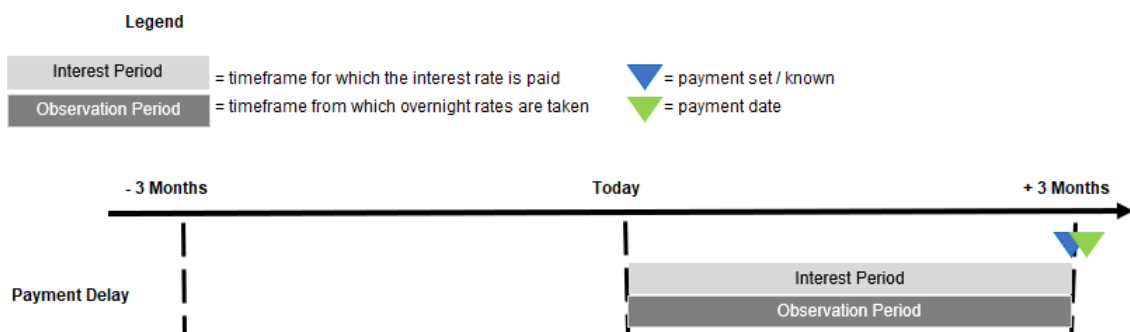 Legend
Interest Period = timeframe for which the interest rate is paid = payment set / known
Observation Period = timeframe from which overnight rates are taken = payment date
- 3 Months Today + 3 Months
Interest Period
Payment Delay
Observation Period